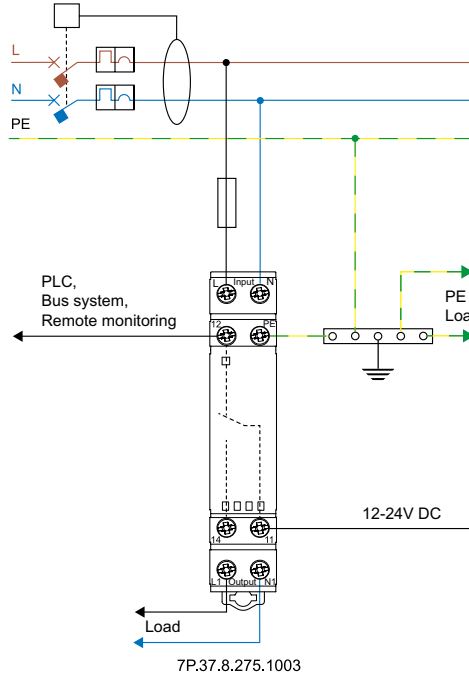 L
N
PE
L Input N
PLC,
Bus system,
Remote monitoring
12 PE
PE
Loa
12-24V DC
14 11
L1 Output N1
Load
7P.37.8.275.1003